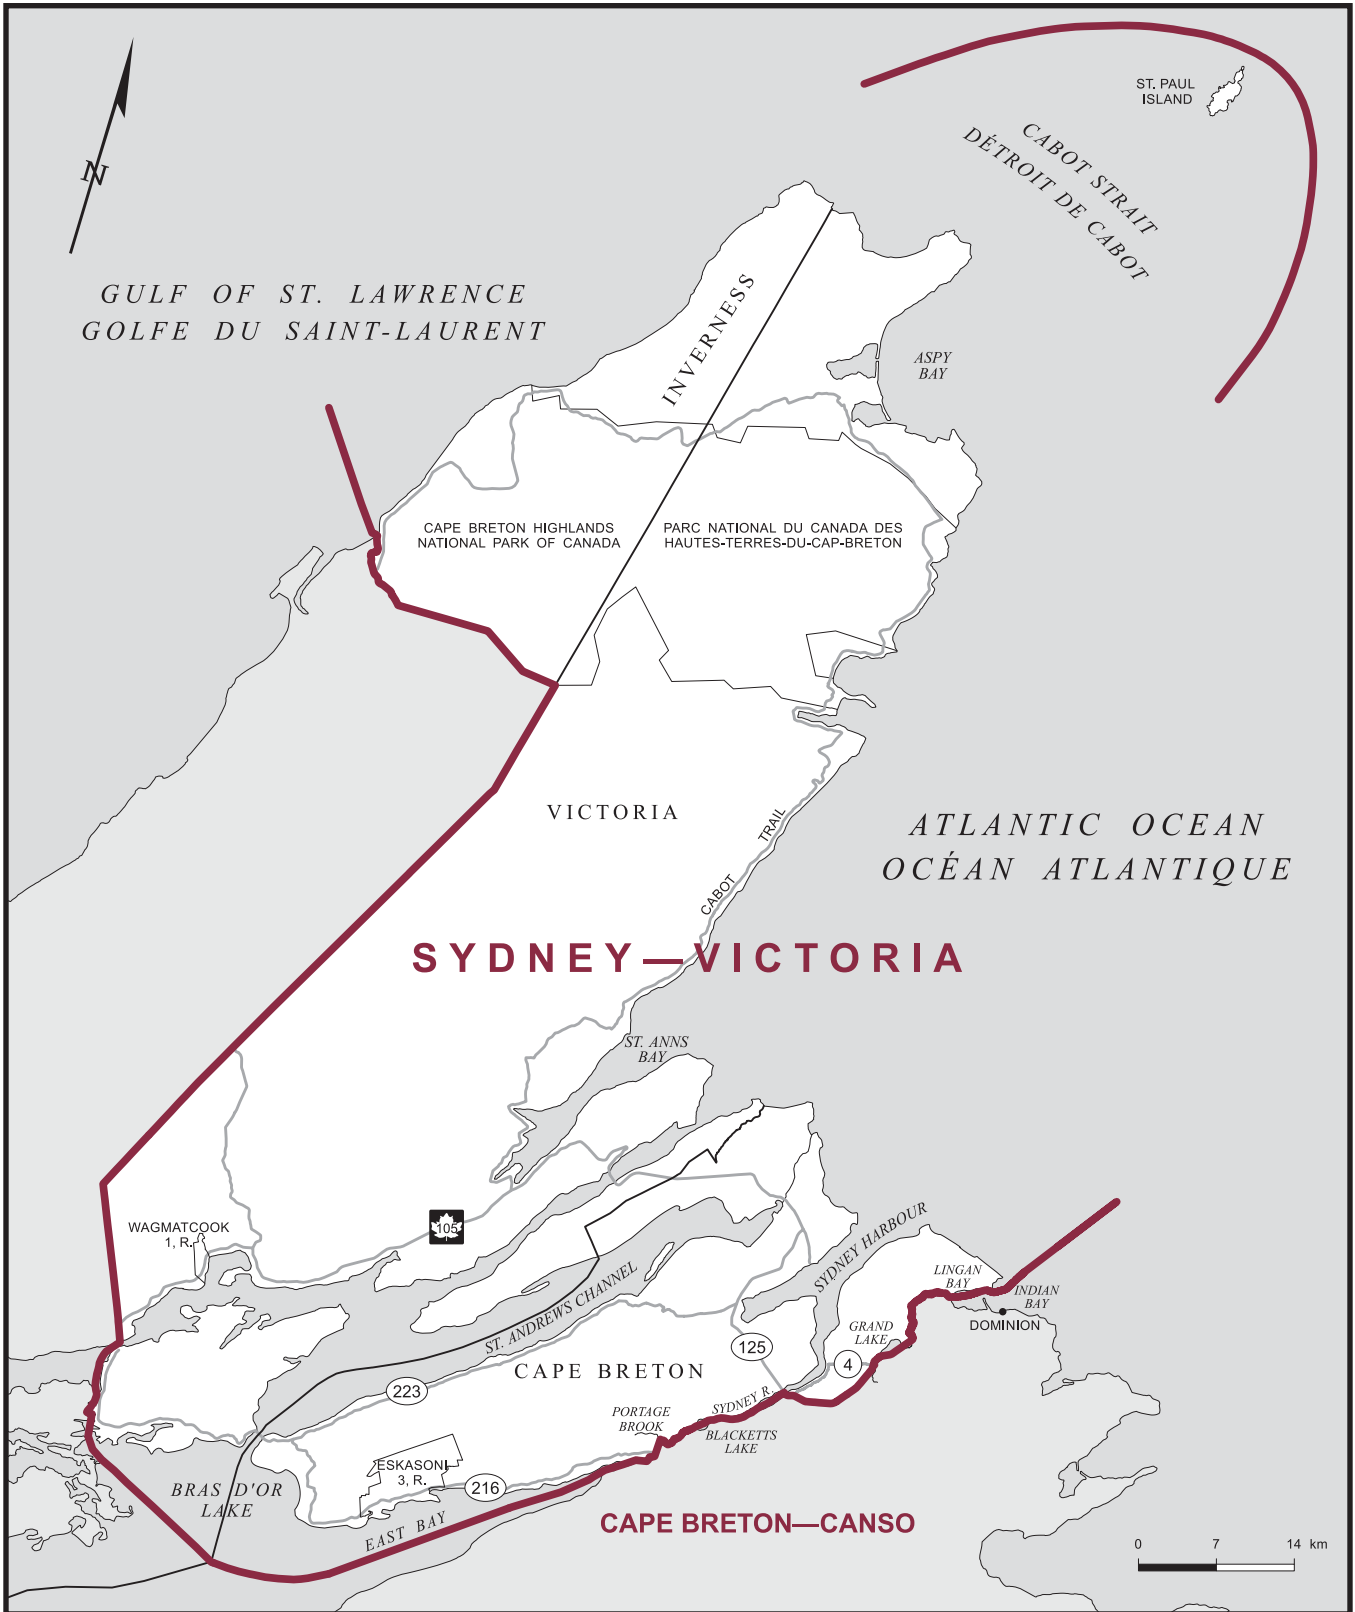 ST. PAUL
ISLAND
CABOT STRAIT
DÉTROIT DE CABOT
N
GULF OF ST. LAWRENCE
GOLFE DU SAINT-LAURENT
INVERNESS
ASPY
BAY
CAPE BRETON HIGHLANDS
NATIONAL PARK OF CANADA
PARC NATIONAL DU CANADA DES
HAUTES-TERRES-DU-CAP-BRETON
VICTORIA
CABOT TRAIL
ATLANTIC OCEAN
OCÉAN ATLANTIQUE
SYDNEY—VICTORIA
ST. ANNS
BAY
WAGMATCOOK
1, R.
105
SYDNEY HARBOUR
LINGAN
BAY
INDIAN
BAY
DOMINION
ST. ANDREWS CHANNEL
GRAND
LAKE
125
4
CAPE BRETON
223
SYDNEY R.
PORTAGE
BROOK
BLACKETTS
LAKE
ESKASONI
3, R.
216
BRAS D'OR
LAKE
EAST BAY
CAPE BRETON—CANSO
0 7 14 km